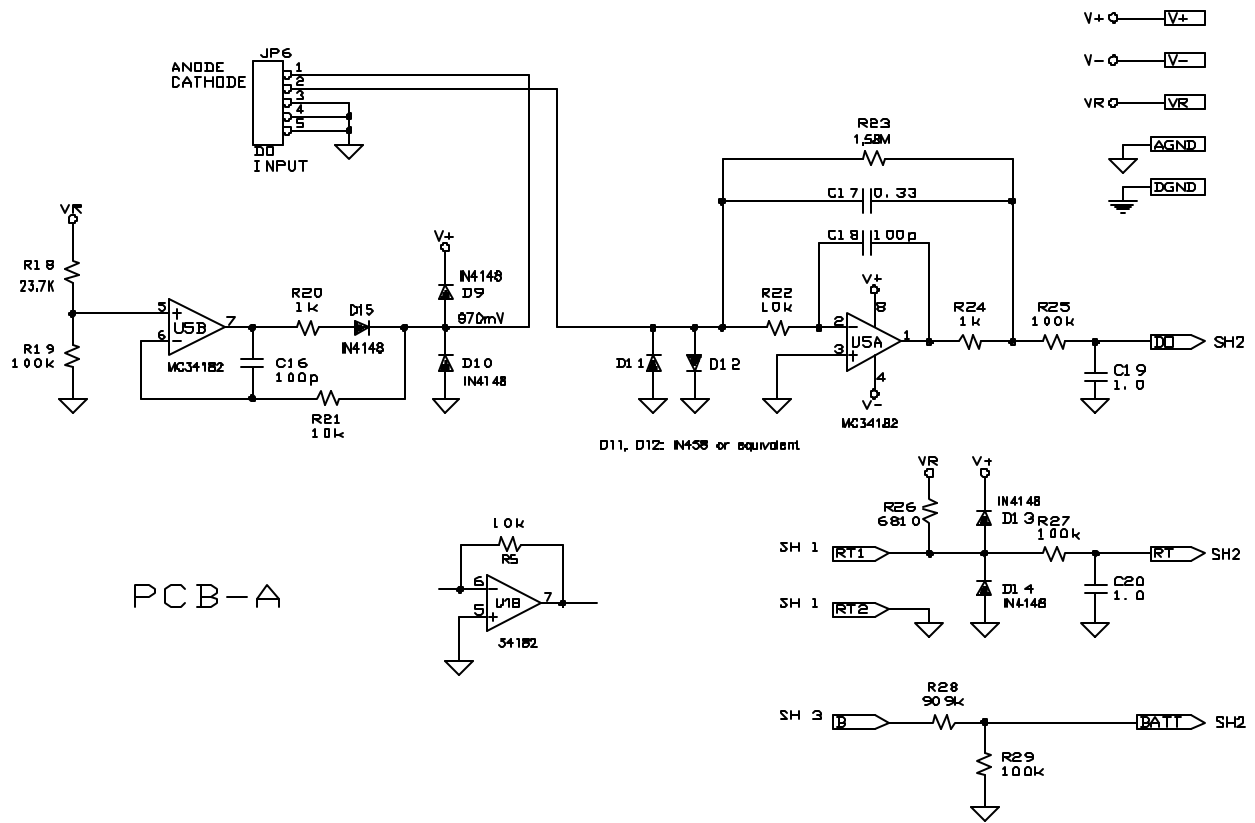 V+ V+
V- V-
VR VR
AGND
DGND
JP6
ANODE
CATHODE
1
2
3
4
5
DO
INPUT
R23
1.58M
C17 0.33
C18 100p
VR
R18
23.7K
R19
100k
5
6
+
-
U5B
7
MC34182
R20
1k
D15
IN4148
C16
100p
R21
10k
V+
IN4148
D9
D10
IN4148
D11
D12
R22
10k
V+
8
2
3
-
+
U5A
1
4
V-
MC34182
R24
1k
R25
100k
DO SH2
C19
1.0
D11, D12: IN458 or equivalent
VR
R26
6810
V+
IN4148
D13
R27
100k
SH 1 RT1
RT SH2
D14
IN4148
C20
1.0
SH 1 RT2
10k
R5
6
5
-
+
U1B
7
34182
PCB-A
R28
SH 3 B
BATT SH2
R29
100k